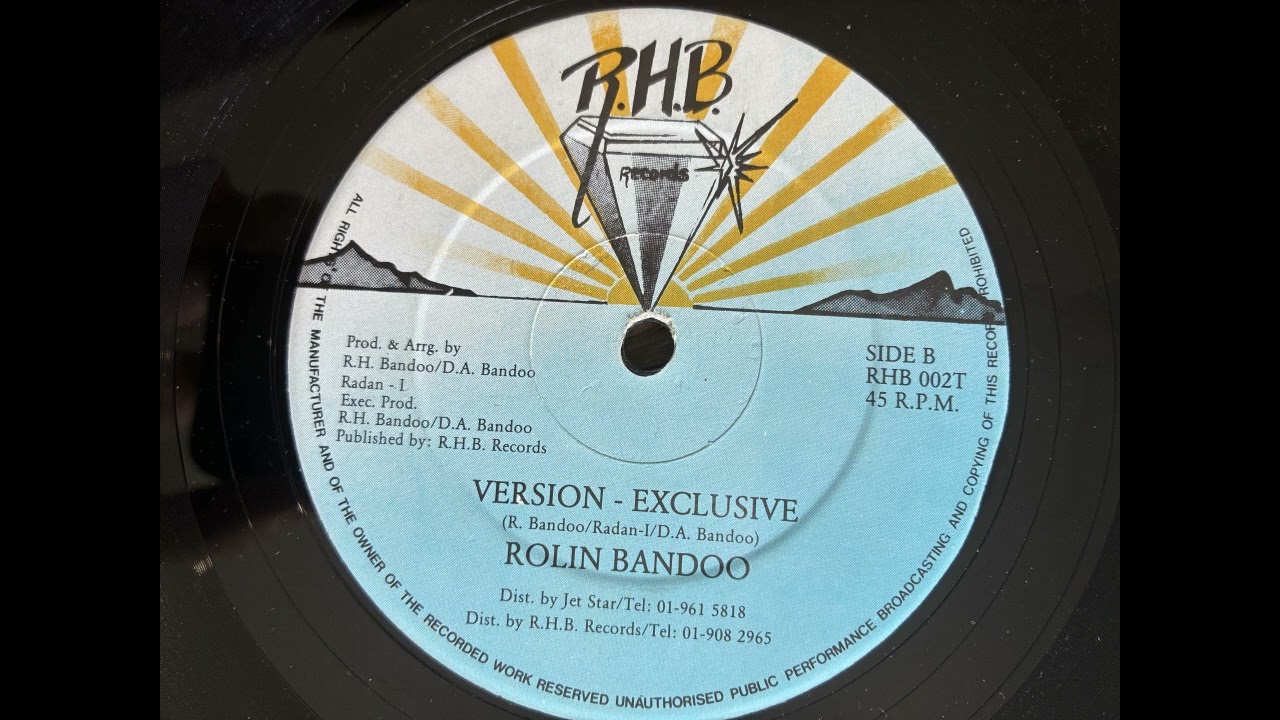 R.H.B.
Records
Prod. & Arrg. by
R.H. Bandoo/D.A. Bandoo
Radan - I
Exec. Prod.
R.H. Bandoo/D.A. Bandoo
Published by: R.H.B. Records
SIDE B
RHB 002T
45 R.P.M.
VERSION - EXCLUSIVE
(R. Bandoo/Radan-I/D.A. Bandoo)
ROLIN BANDOO
Dist. by Jet Star/Tel: 01-961 5818
Dist. by R.H.B. Records/Tel: 01-908 2965
ALL RIGHTS OF THE MANUFACTURER AND OF THE OWNER OF THE RECORDED WORK RESERVED UNAUTHORISED PUBLIC PERFORMANCE BROADCASTING AND COPYING OF THIS RECORD PROHIBITED